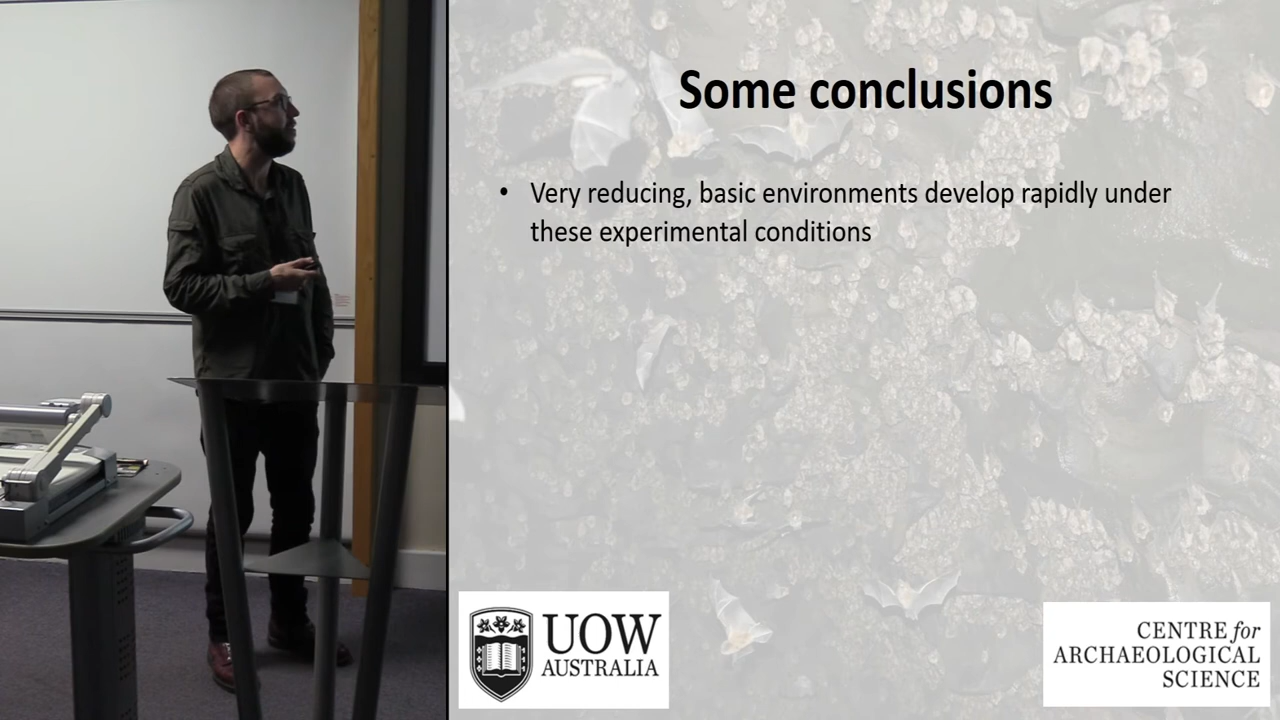 Some conclusions
• Very reducing, basic environments develop rapidly under
these experimental conditions
UOW
AUSTRALIA
CENTRE for
ARCHAEOLOGICAL
SCIENCE